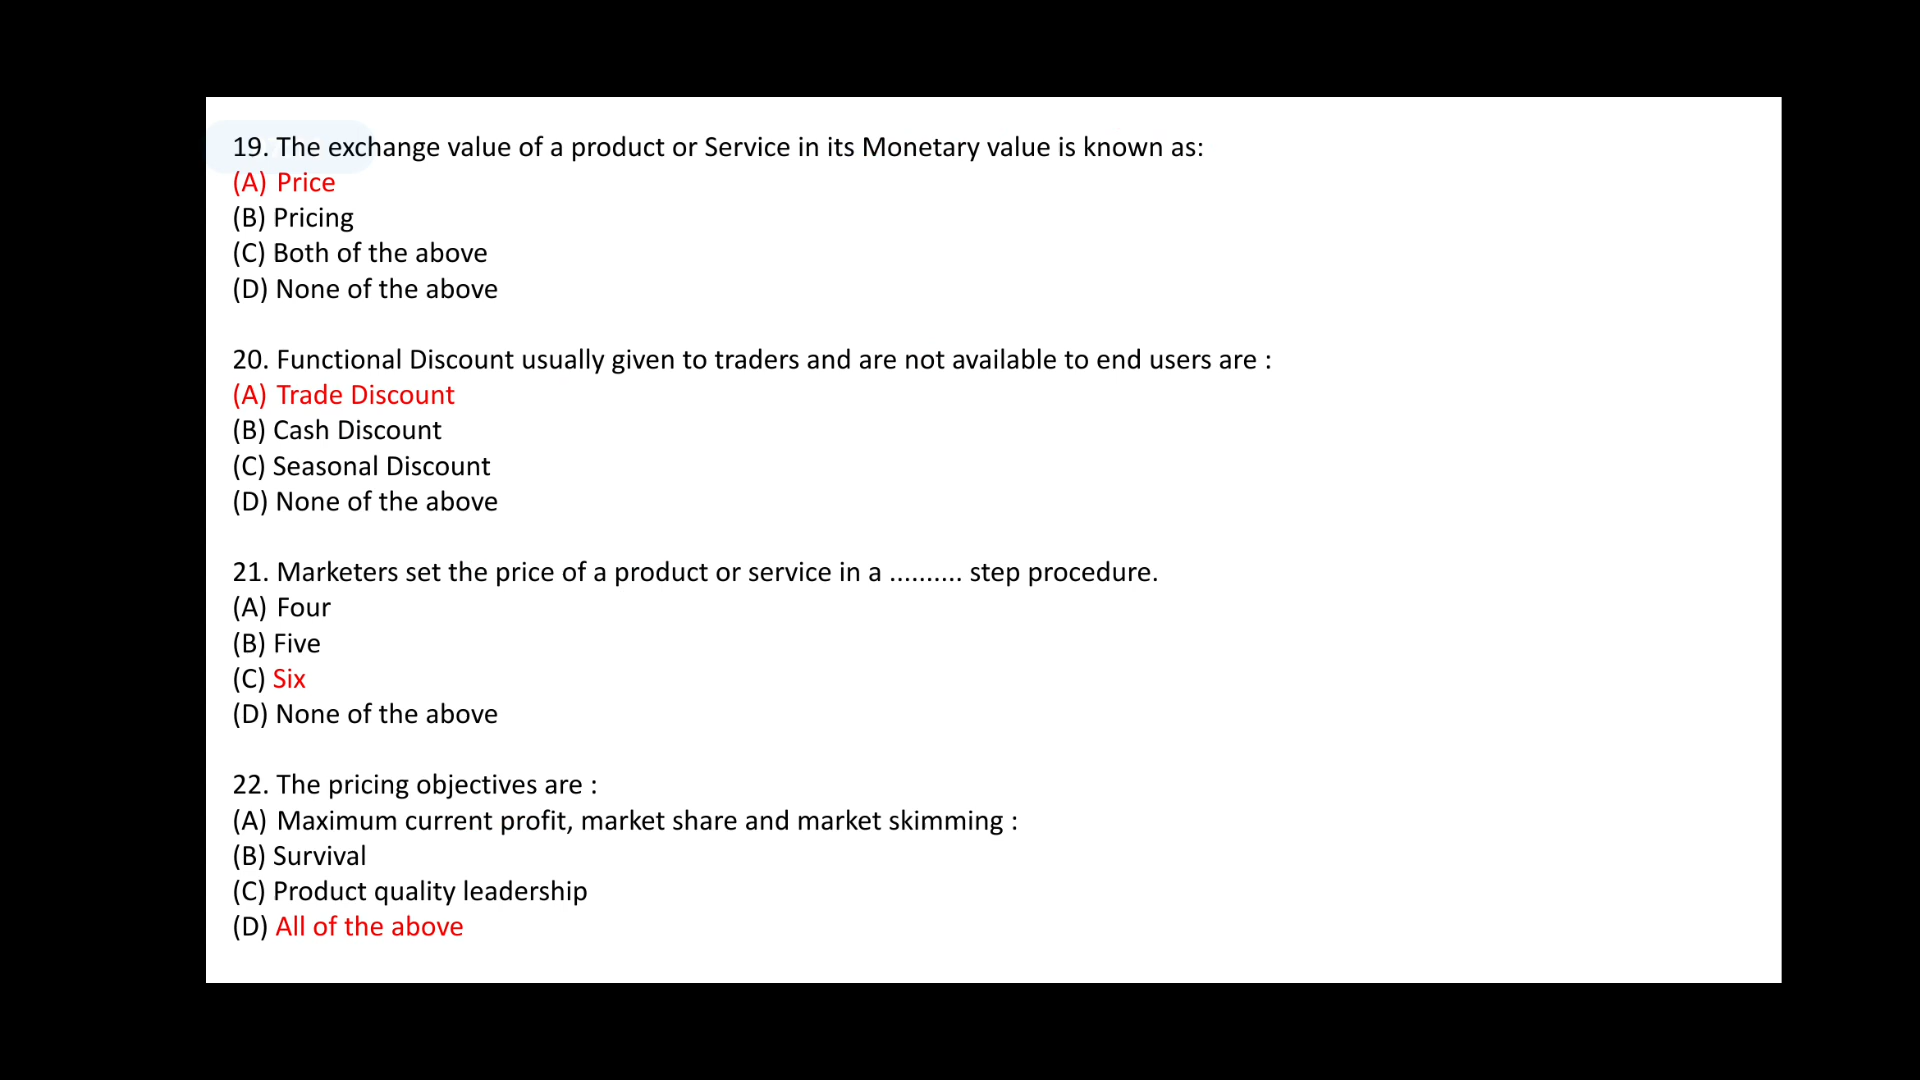 19. The exchange value of a product or Service in its Monetary value is known as:
(A) Price
(B) Pricing
(C) Both of the above
(D) None of the above
20. Functional Discount usually given to traders and are not available to end users are :
(A) Trade Discount
(B) Cash Discount
(C) Seasonal Discount
(D) None of the above
21. Marketers set the price of a product or service in a .......... step procedure.
(A) Four
(B) Five
(C) Six
(D) None of the above
22. The pricing objectives are :
(A) Maximum current profit, market share and market skimming :
(B) Survival
(C) Product quality leadership
(D) All of the above